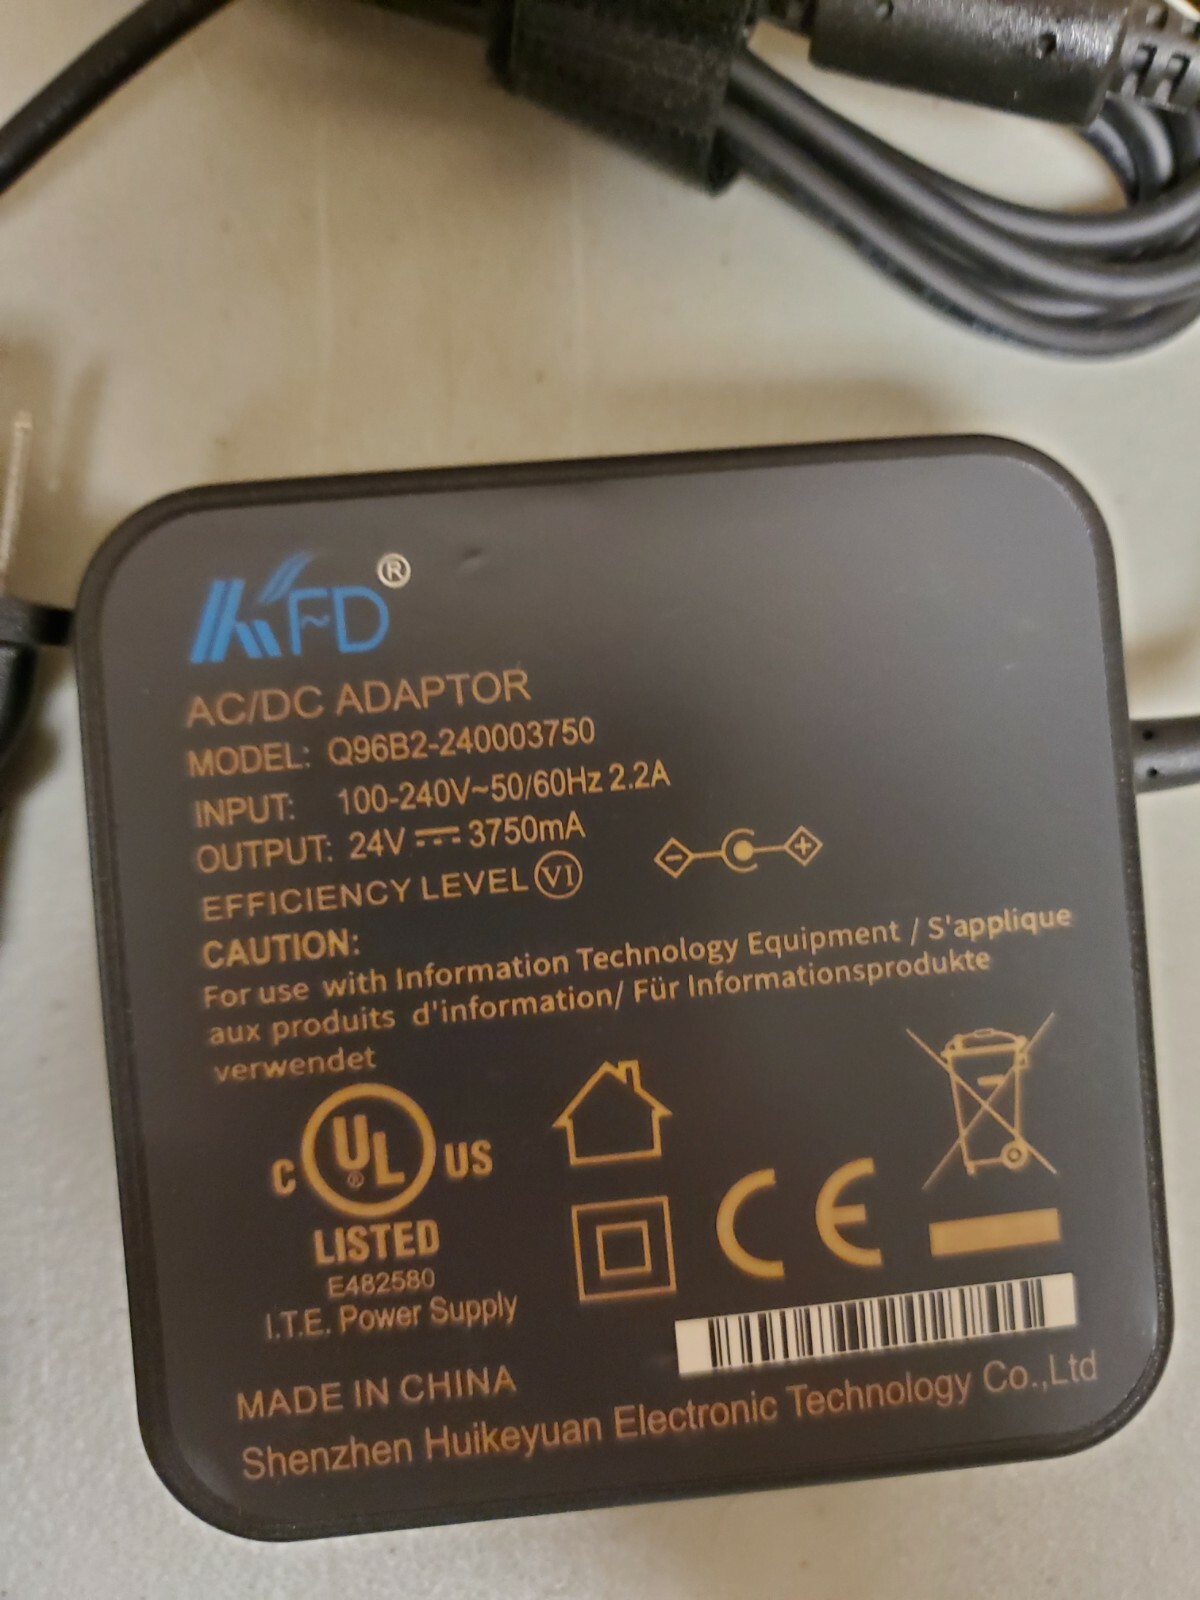 KFD®
AC/DC ADAPTOR
MODEL: Q96B2-240003750
INPUT: 100-240V~50/60Hz 2.2A
OUTPUT: 24V⎓3750mA
EFFICIENCY LEVEL VI
- +
CAUTION:
For use with Information Technology Equipment / S'applique
aux produits d'information/ Für Informationsprodukte
verwendet
C UL® US
LISTED
E482580
I.T.E. Power Supply
CE
MADE IN CHINA
Shenzhen Huikeyuan Electronic Technology Co.,Ltd